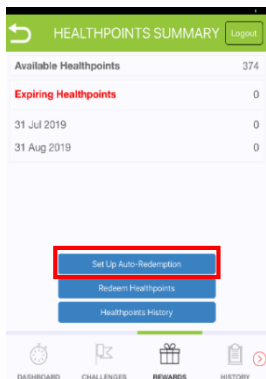 HEALTHPOINTS SUMMARY Logout
Available Healthpoints 374
Expiring Healthpoints 0
31 Jul 2019 0
31 Aug 2019 0
Set Up Auto-Redemption
Redeem Healthpoints
Healthpoints History
DASHBOARD CHALLENGES REWARDS HISTORY